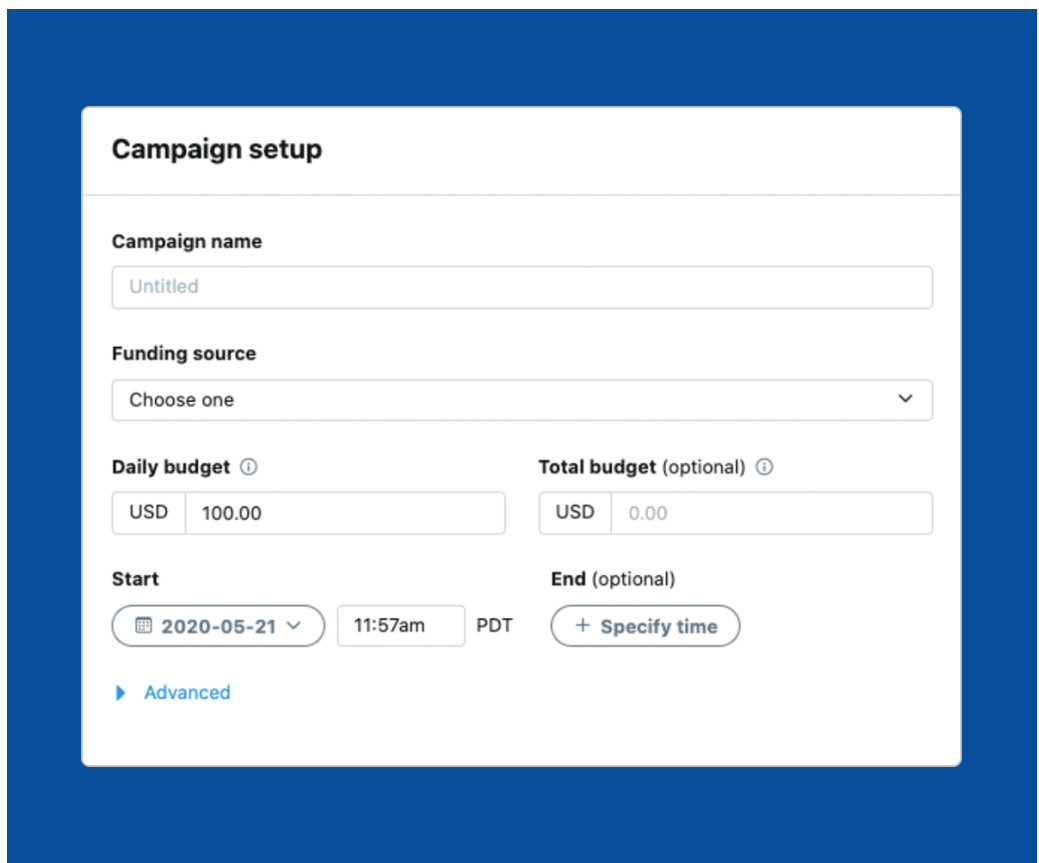 Campaign setup
Campaign name
Untitled
Funding source
Choose one
Daily budget
Total budget (optional)
USD 100.00
USD 0.00
Start
End (optional)
2020-05-21 11:57am PDT
+ Specify time
Advanced